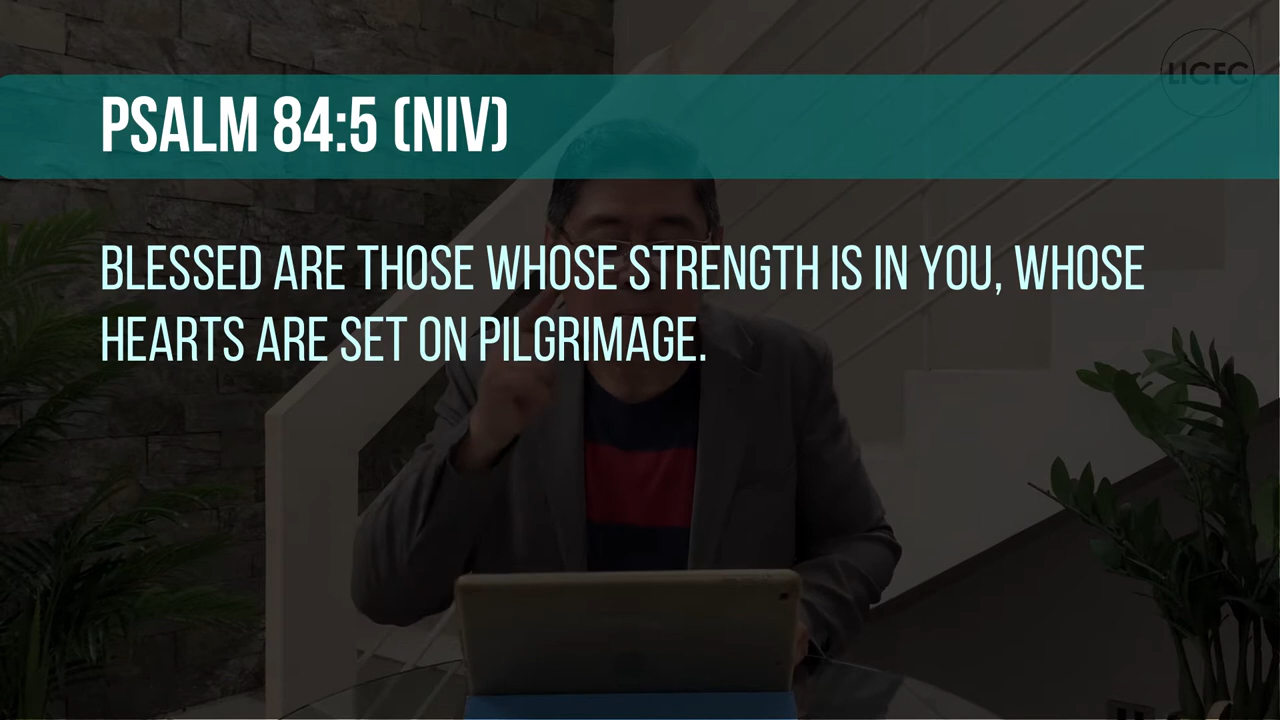 LICFC
PSALM 84:5 (NIV)
BLESSED ARE THOSE WHOSE STRENGTH IS IN YOU, WHOSE
HEARTS ARE SET ON PILGRIMAGE.